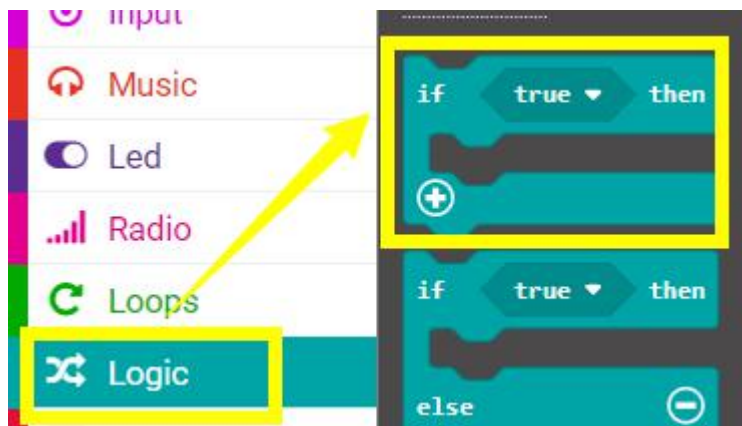 Input
Music
Led
Radio
Loops
Logic
if true then
if true then
else